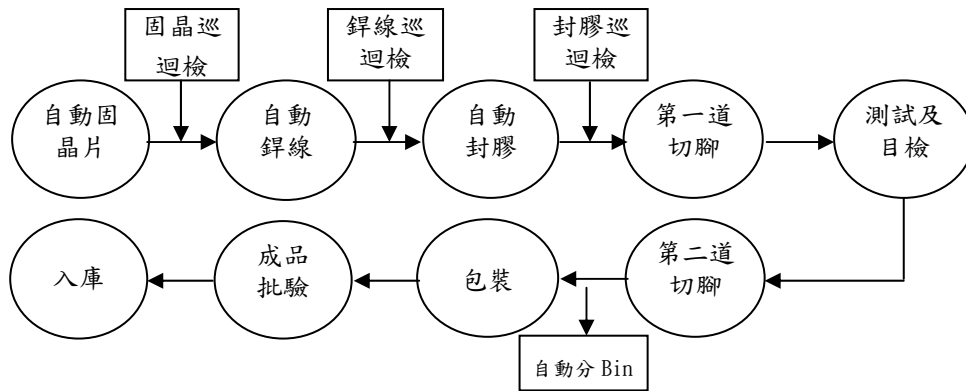 固晶巡
迴檢
銲線巡
迴檢
封膠巡
迴檢
自動固
晶片
自動
銲線
自動
封膠
第一道
切腳
測試及
目檢
入庫
成品
批驗
包裝
第二道
切腳
自動分 Bin